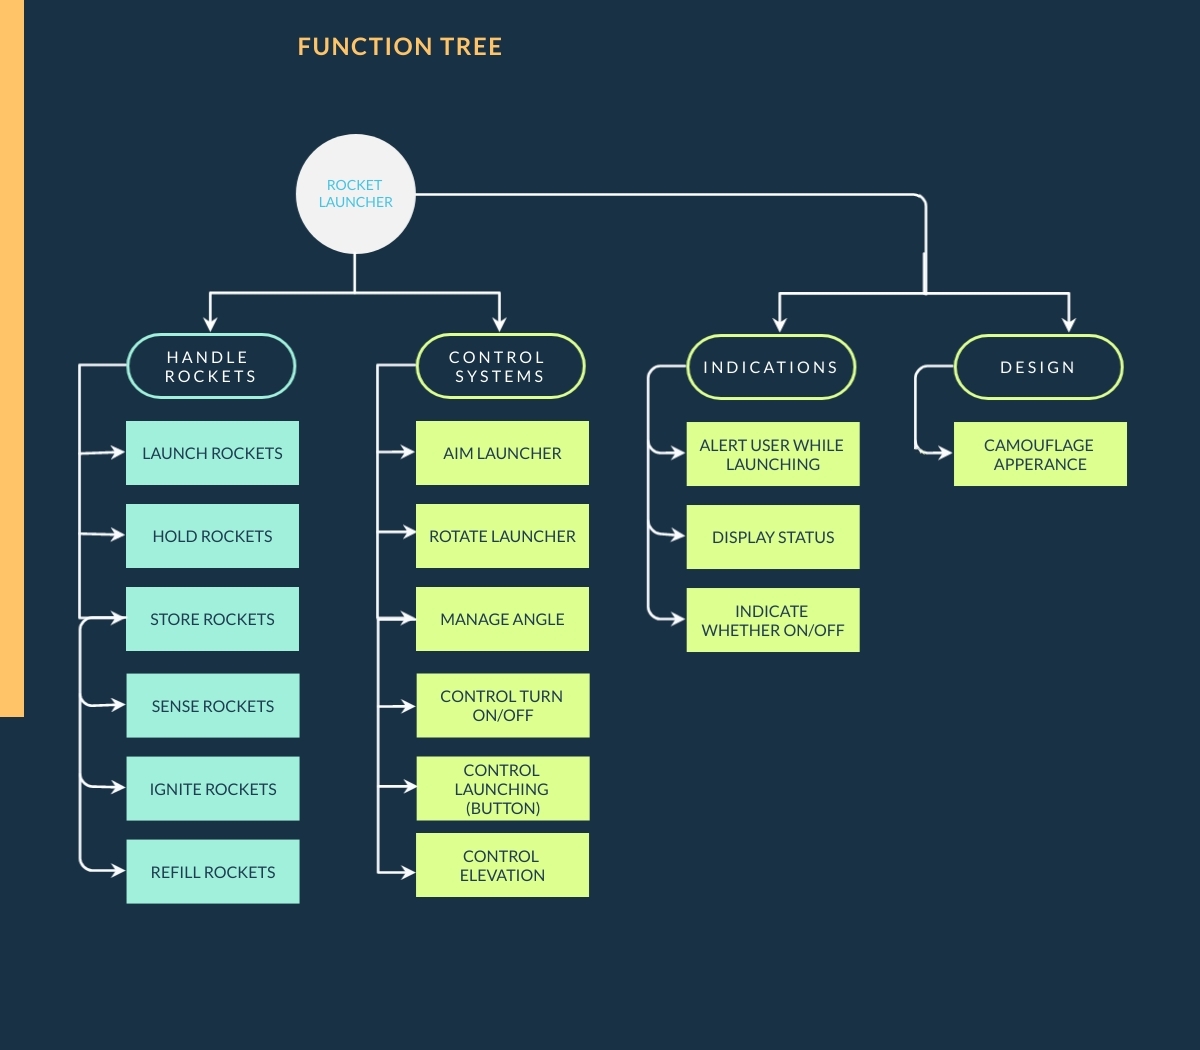 FUNCTION TREE
ROCKET
LAUNCHER
HANDLE
ROCKETS
LAUNCH ROCKETS
HOLD ROCKETS
STORE ROCKETS
SENSE ROCKETS
IGNITE ROCKETS
REFILL ROCKETS
CONTROL
SYSTEMS
AIM LAUNCHER
ROTATE LAUNCHER
MANAGE ANGLE
CONTROL TURN
ON/OFF
CONTROL
LAUNCHING
(BUTTON)
CONTROL
ELEVATION
INDICATIONS
ALERT USER WHILE
LAUNCHING
DISPLAY STATUS
INDICATE
WHETHER ON/OFF
DESIGN
CAMOUFLAGE
APPERANCE